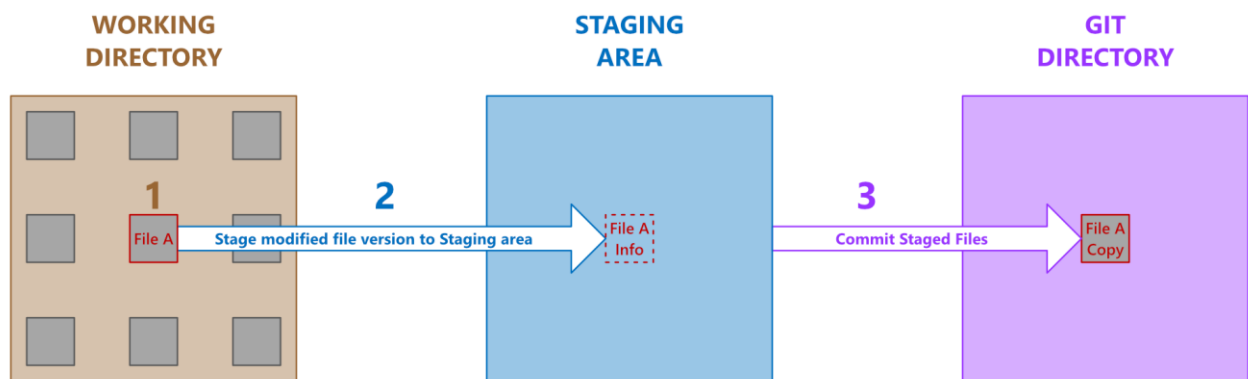 WORKING
DIRECTORY
STAGING
AREA
GIT
DIRECTORY
1
File A
2
Stage modified file version to Staging area
File A
Info
3
Commit Staged Files
File A
Copy